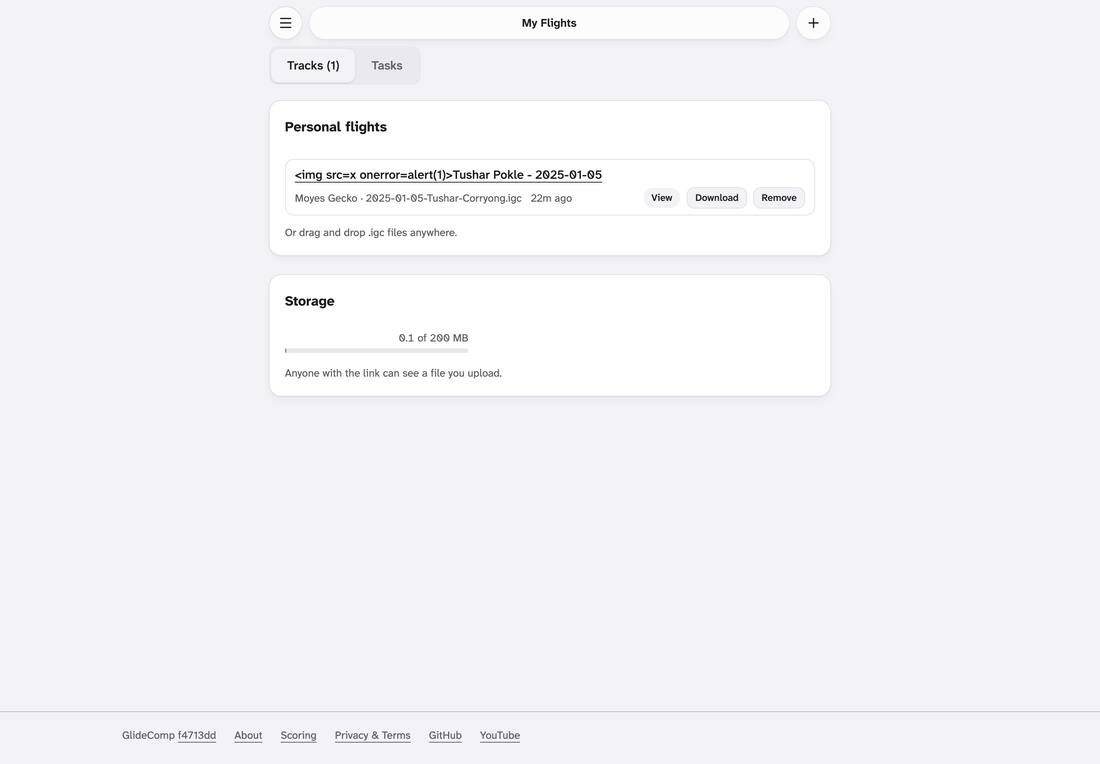 My Flights
Tracks (1) Tasks
Personal flights
<img src=x onerror=alert(1)>Tushar Pokle - 2025-01-05
Moyes Gecko · 2025-01-05-Tushar-Corryong.igc 22m ago View Download Remove
Or drag and drop .igc files anywhere.
Storage
0.1 of 200 MB
Anyone with the link can see a file you upload.
GlideComp f4713dd About Scoring Privacy & Terms GitHub YouTube